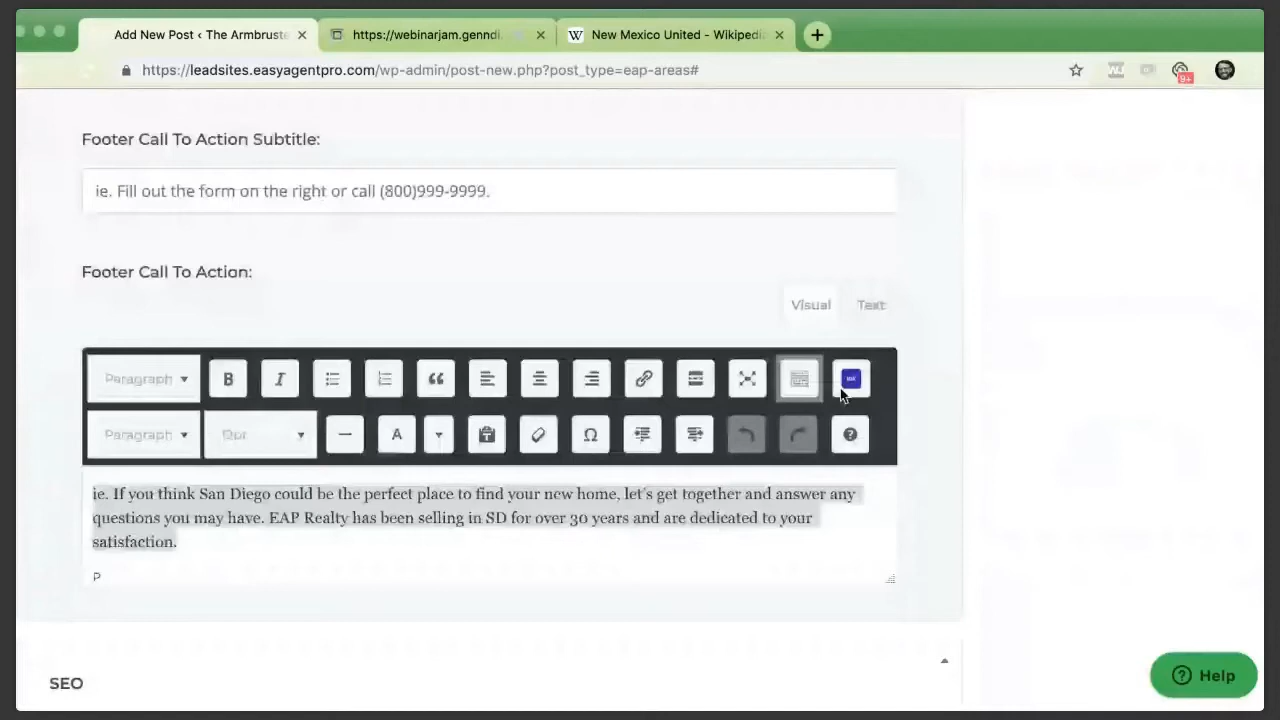 Add New Post ‹ The Armbruste
https://webinarjam.genndi.
New Mexico United - Wikipedi
https://leadsites.easyagentpro.com/wp-admin/post-new.php?post_type=eap-areas#
9+
Footer Call To Action Subtitle:
ie. Fill out the form on the right or call (800)999-9999.
Footer Call To Action:
Visual Text
Paragraph
Paragraph
ie. If you think San Diego could be the perfect place to find your new home, let's get together and answer any
questions you may have. EAP Realty has been selling in SD for over 30 years and are dedicated to your
satisfaction.
P
SEO
Help